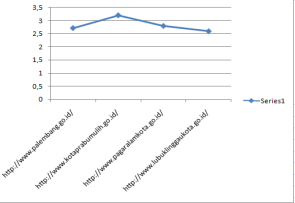 3,5
3
2,5
2
1,5
1
0,5
0
Series1
http://www.palembang.go.id/
http://www.kotaprabumulih.go.id/
http://www.pagaralamkota.go.id/
http://www.lubuklinggaukota.go.id/